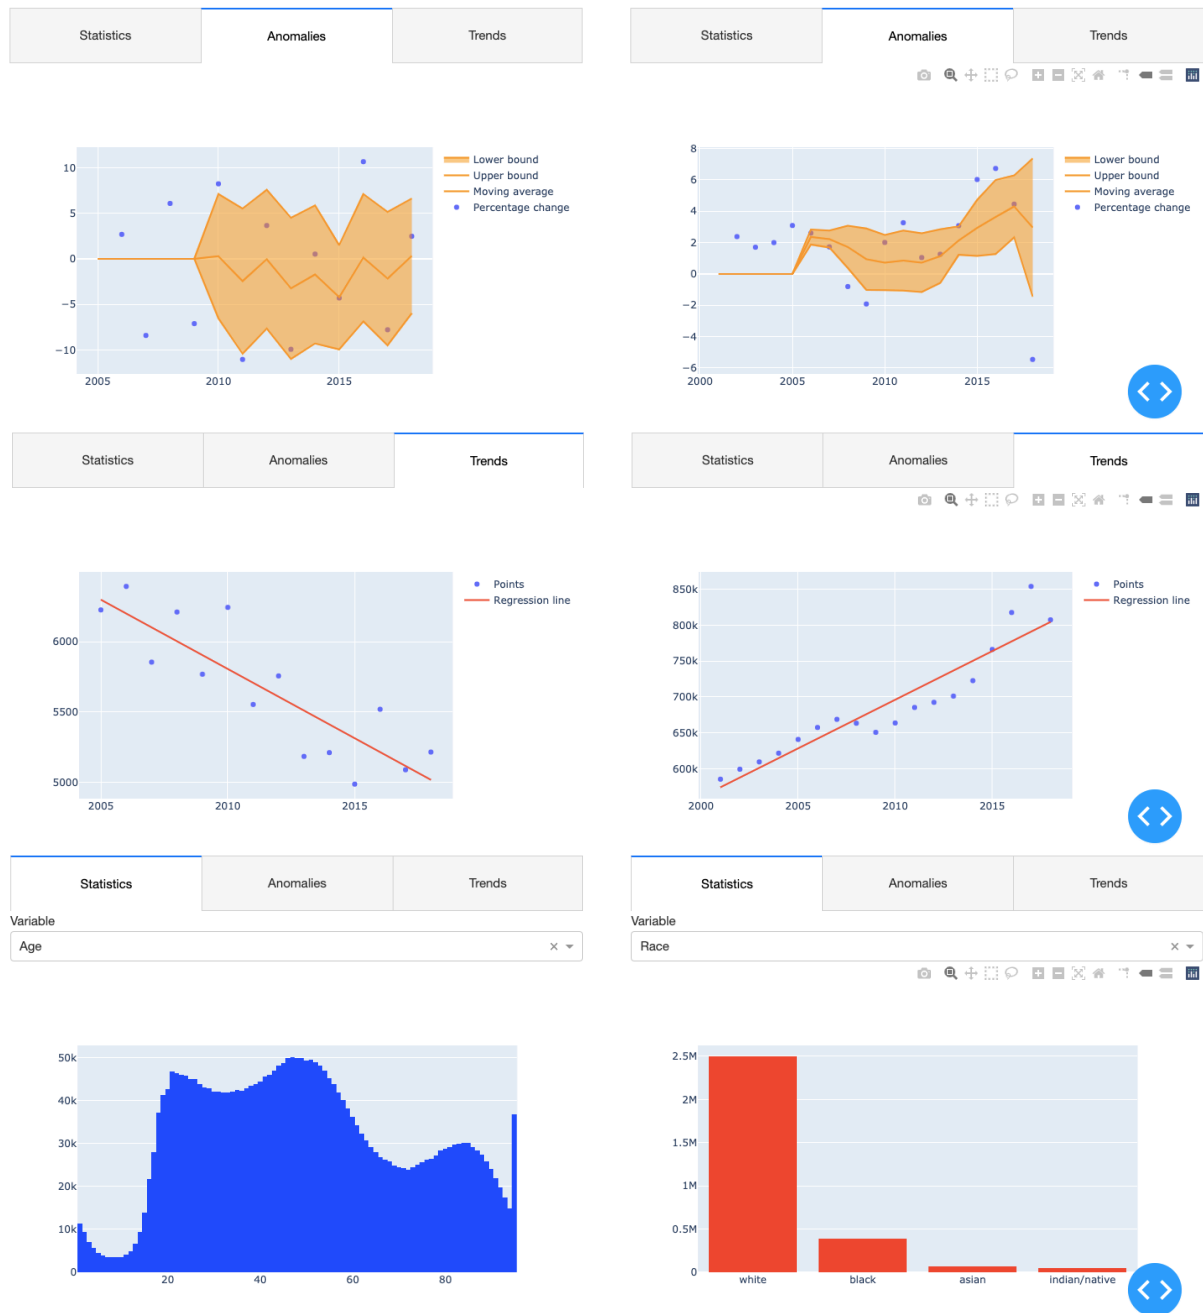 Statistics Anomalies Trends
Statistics Anomalies Trends
10
5
0
−5
−10
2005 2010 2015
Lower bound
Upper bound
Moving average
Percentage change
8
6
4
2
0
−2
−4
−6
2000 2005 2010 2015
Lower bound
Upper bound
Moving average
Percentage change
Statistics Anomalies Trends
Statistics Anomalies Trends
6000
5500
5000
2005 2010 2015
Points
Regression line
850k
800k
750k
700k
650k
600k
2000 2005 2010 2015
Points
Regression line
Statistics Anomalies Trends
Variable
Age
Statistics Anomalies Trends
Variable
Race
50k
40k
30k
20k
10k
0
20 40 60 80
2.5M
2M
1.5M
1M
0.5M
0
white black asian indian/native